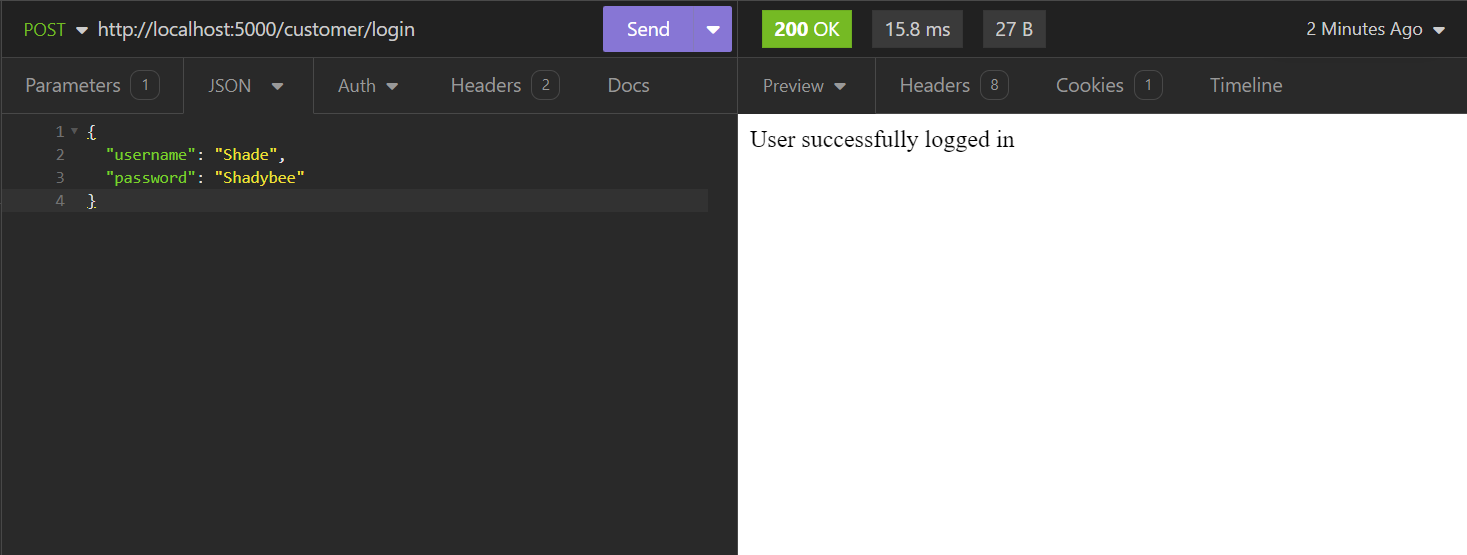 POST http://localhost:5000/customer/login Send 200 OK 15.8 ms 27 B 2 Minutes Ago
Parameters 1 JSON Auth Headers 2 Docs Preview Headers 8 Cookies 1 Timeline
1 {
2 "username": "Shade",
3 "password": "Shadybee"
4 }
User successfully logged in